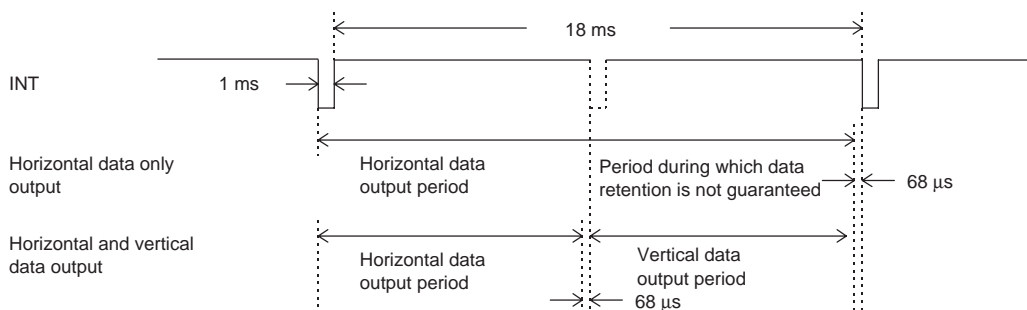 18 ms
INT
1 ms
Horizontal data only
output
Horizontal data
output period
Period during which data
retention is not guaranteed
68 µs
Horizontal and vertical
data output
Horizontal data
output period
Vertical data
output period
68 µs